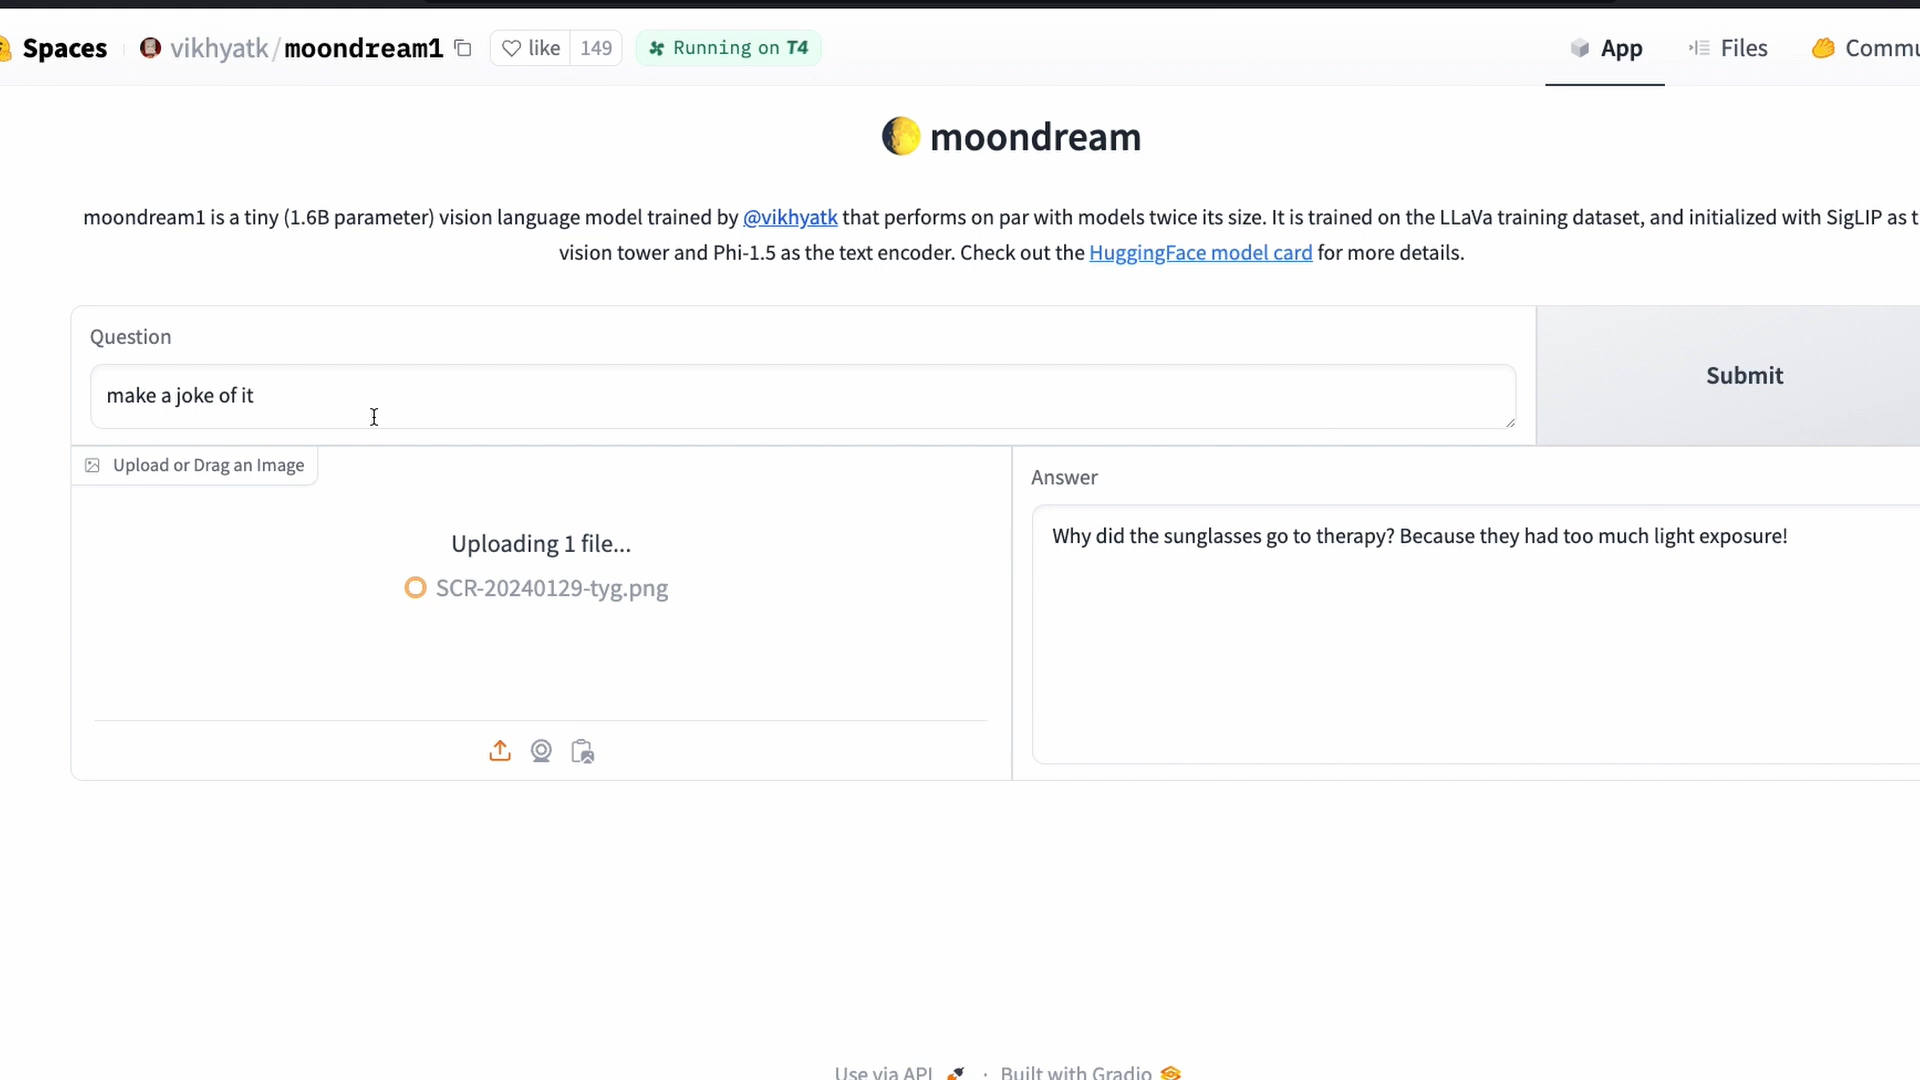 Spaces vikhyatk/moondream1 like 149 Running on T4 App Files Commu
moondream
moondream1 is a tiny (1.6B parameter) vision language model trained by @vikhyatk that performs on par with models twice its size. It is trained on the LLaVa training dataset, and initialized with SigLIP as t
vision tower and Phi-1.5 as the text encoder. Check out the HuggingFace model card for more details.
Question
make a joke of it
Submit
Upload or Drag an Image
Uploading 1 file...
SCR-20240129-tyg.png
Answer
Why did the sunglasses go to therapy? Because they had too much light exposure!
Use via API · Built with Gradio